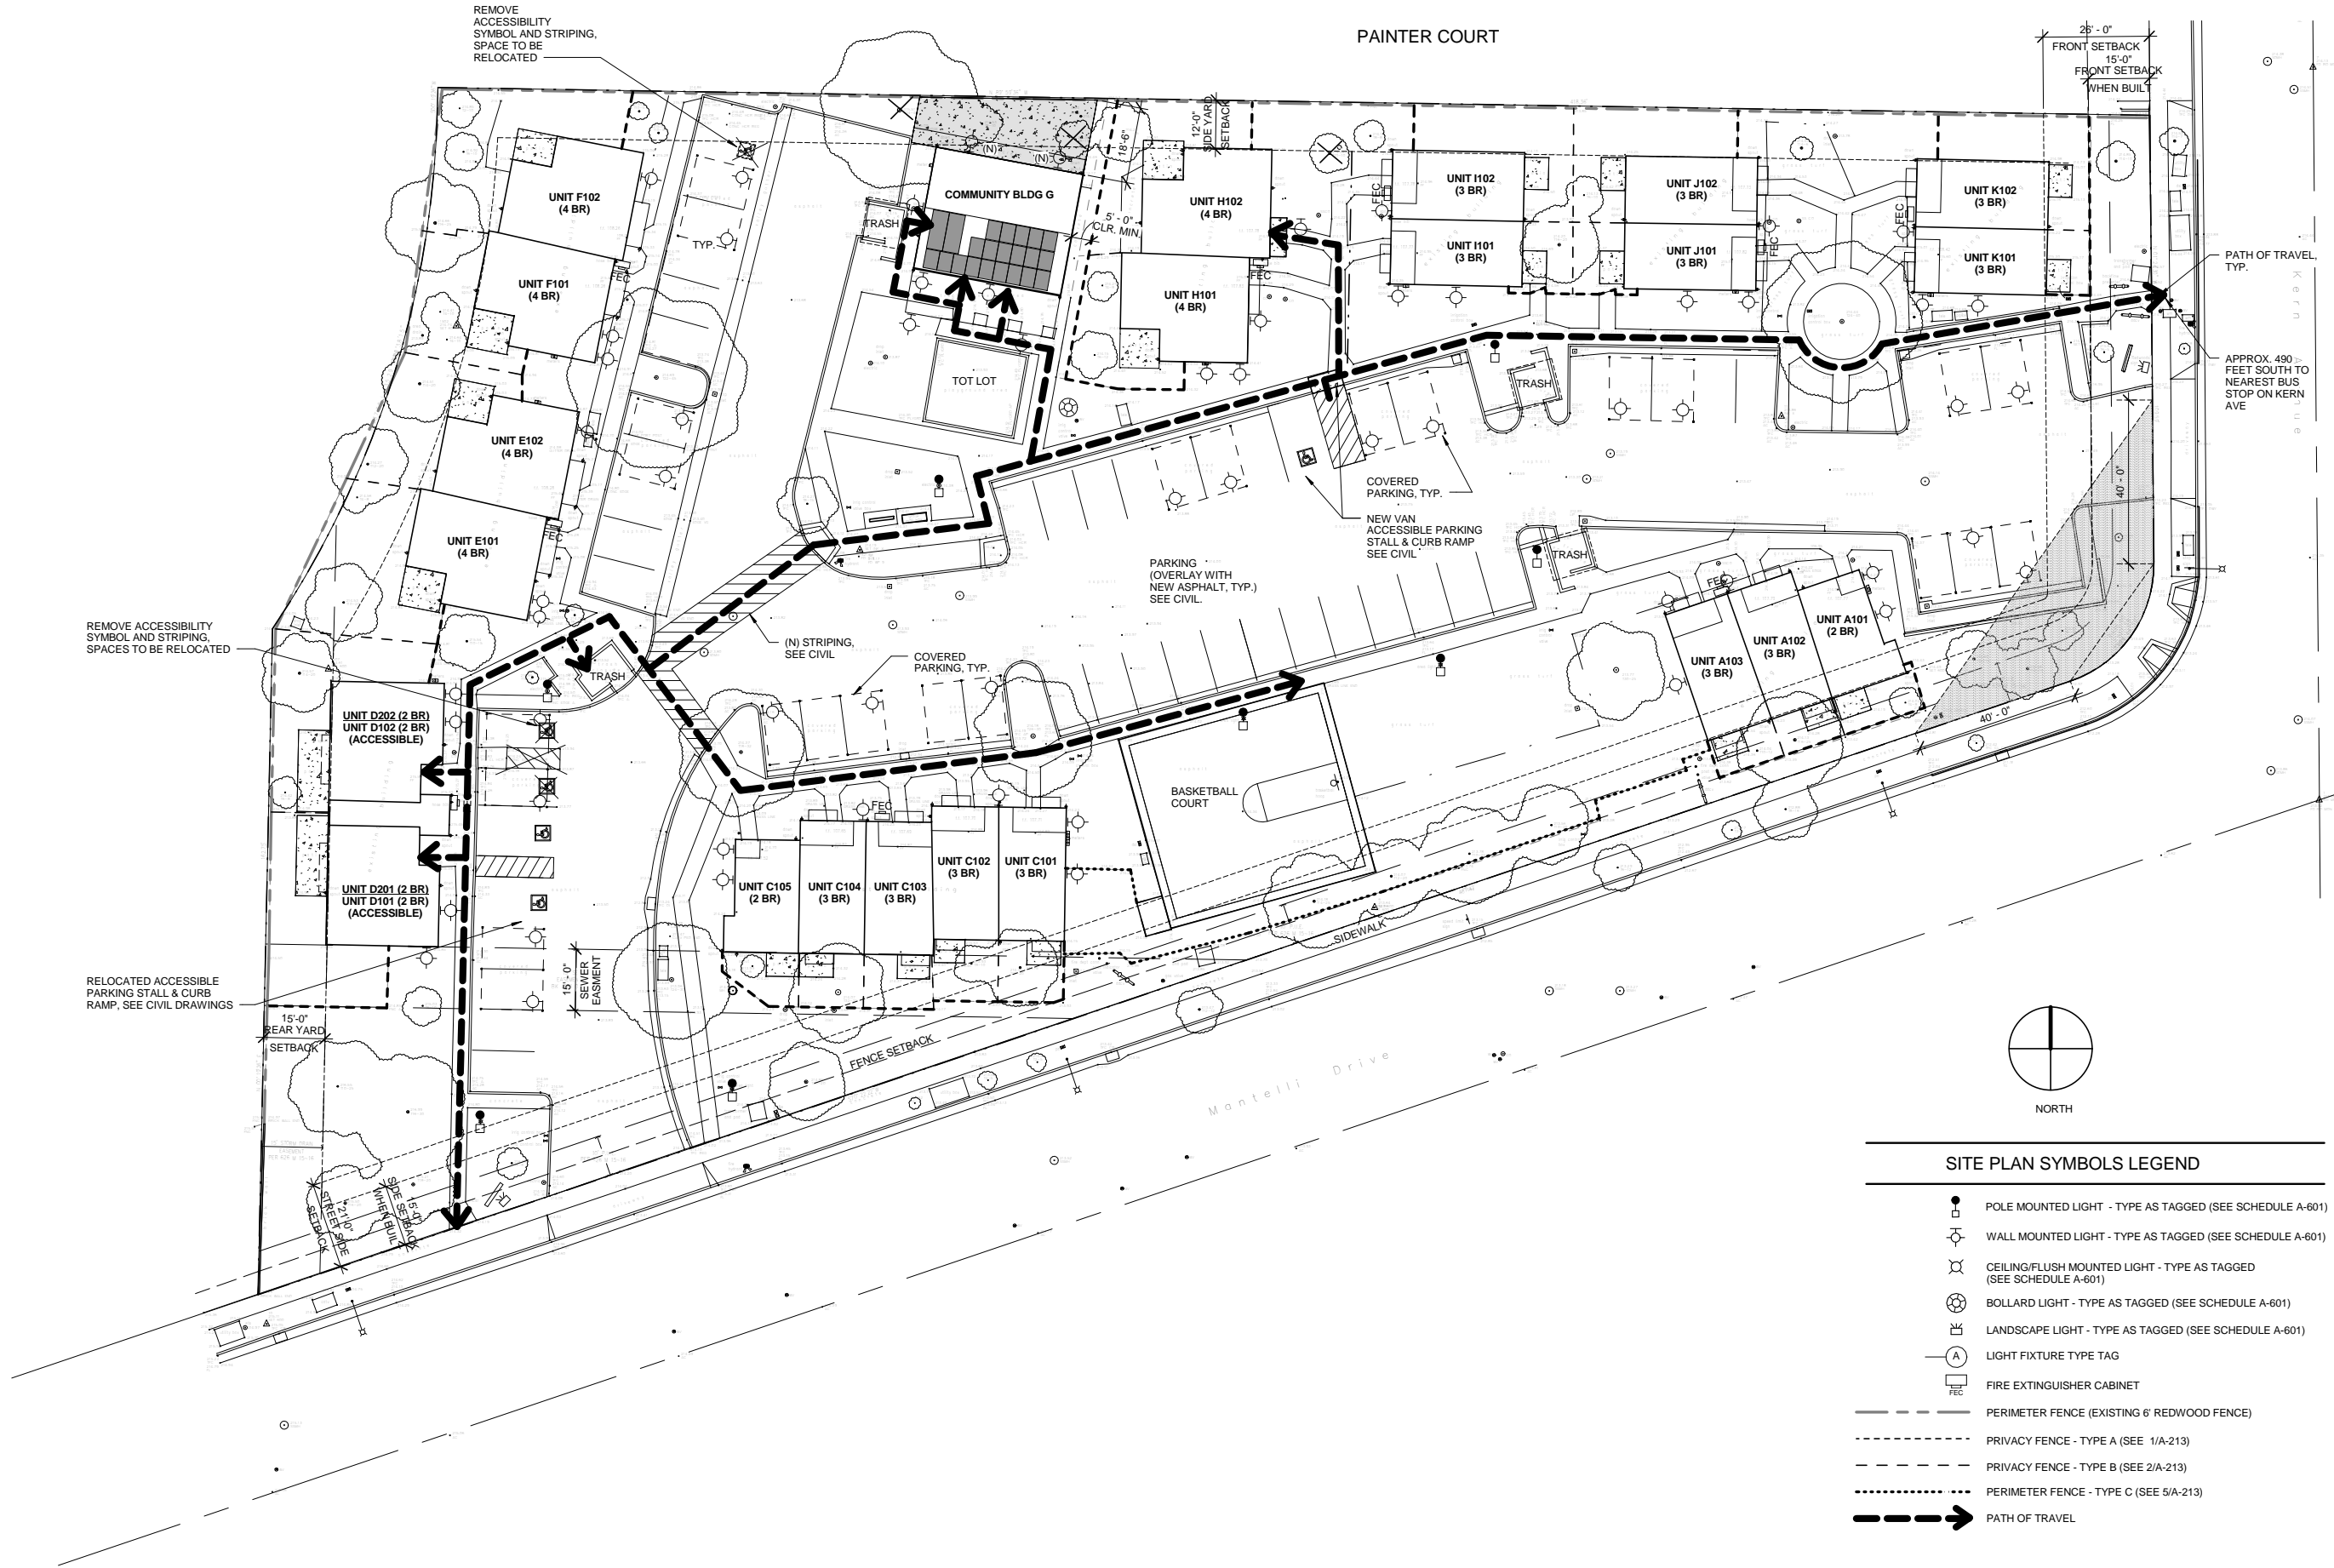 REMOVE
ACCESSIBILITY
SYMBOL AND STRIPING,
SPACE TO BE
RELOCATED
PAINTER COURT
26' - 0"
FRONT SETBACK
15'-0"
FRONT SETBACK
WHEN BUILT
12'-0"
SIDE YARD
SETBACK
18'-6"
(N)
(N)
UNIT F102
(4 BR)
COMMUNITY BLDG G
TRASH
TYP.
5' - 0"
CLR. MIN.
UNIT H102
(4 BR)
FEC
UNIT I102
(3 BR)
UNIT J102
(3 BR)
UNIT K102
(3 BR)
FEC
UNIT I101
(3 BR)
UNIT J101
(3 BR)
FEC
UNIT K101
(3 BR)
PATH OF TRAVEL,
TYP.
Kern Avenue
FEC
UNIT F101
(4 BR)
FEC
UNIT H101
(4 BR)
APPROX. 490
FEET SOUTH TO
NEAREST BUS
STOP ON KERN
AVE
TOT LOT
TRASH
UNIT E102
(4 BR)
COVERED
PARKING, TYP.
40' - 0"
NEW VAN
ACCESSIBLE PARKING
STALL & CURB RAMP
SEE CIVIL
UNIT E101
(4 BR)
FEC
TRASH
PARKING
(OVERLAY WITH
NEW ASPHALT, TYP.)
SEE CIVIL.
FEC
UNIT A101
(2 BR)
UNIT A102
(3 BR)
UNIT A103
(3 BR)
REMOVE ACCESSIBILITY
SYMBOL AND STRIPING,
SPACES TO BE RELOCATED
(N) STRIPING,
SEE CIVIL
COVERED
PARKING, TYP.
TRASH
40' - 0"
UNIT D202 (2 BR)
UNIT D102 (2 BR)
(ACCESSIBLE)
BASKETBALL
COURT
FEC
UNIT C102
(3 BR)
UNIT C101
(3 BR)
UNIT C105
(2 BR)
UNIT C104
(3 BR)
UNIT C103
(3 BR)
UNIT D201 (2 BR)
UNIT D101 (2 BR)
(ACCESSIBLE)
SIDEWALK
15' - 0"
SEWER
EASMENT
RELOCATED ACCESSIBLE
PARKING STALL & CURB
RAMP, SEE CIVIL DRAWINGS
15'-0"
REAR YARD
SETBACK
FENCE SETBACK
Montelli Drive
21'0"
STREET SIDE
SETBACK
15'-0"
SIDE SETBACK
WHEN BUIL
NORTH
SITE PLAN SYMBOLS LEGEND
POLE MOUNTED LIGHT - TYPE AS TAGGED (SEE SCHEDULE A-601)
WALL MOUNTED LIGHT - TYPE AS TAGGED (SEE SCHEDULE A-601)
CEILING/FLUSH MOUNTED LIGHT - TYPE AS TAGGED
(SEE SCHEDULE A-601)
BOLLARD LIGHT - TYPE AS TAGGED (SEE SCHEDULE A-601)
LANDSCAPE LIGHT - TYPE AS TAGGED (SEE SCHEDULE A-601)
A LIGHT FIXTURE TYPE TAG
FEC FIRE EXTINGUISHER CABINET
PERIMETER FENCE (EXISTING 6' REDWOOD FENCE)
PRIVACY FENCE - TYPE A (SEE 1/A-213)
PRIVACY FENCE - TYPE B (SEE 2/A-213)
PERIMETER FENCE - TYPE C (SEE 5/A-213)
PATH OF TRAVEL